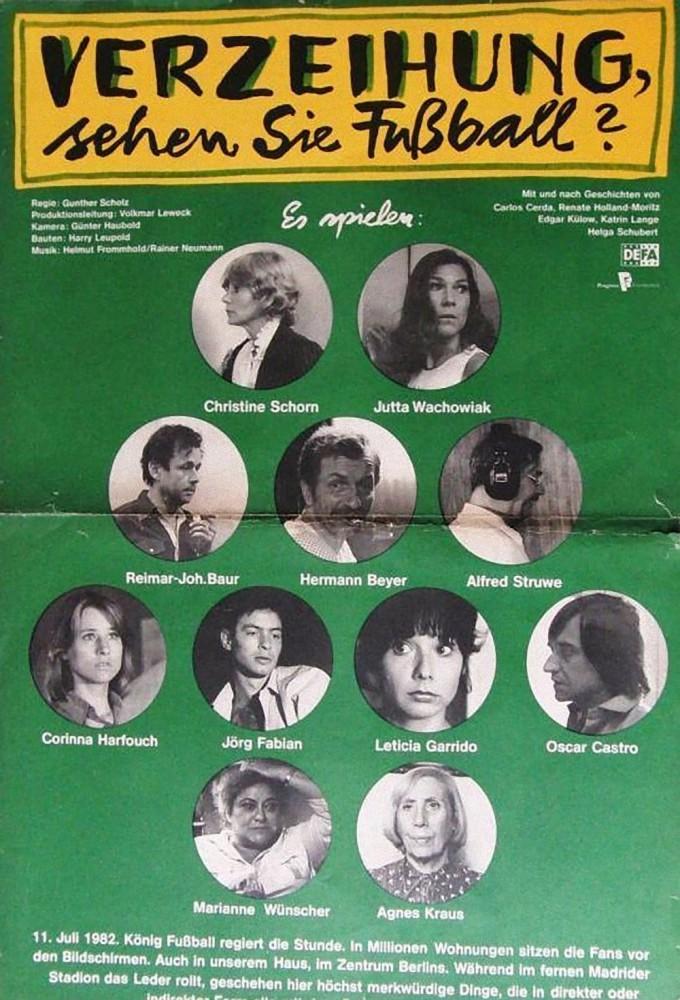 VERZEIHUNG,
sehen Sie Fußball?
Regie: Gunther Scholz
Produktionsleitung: Volkmar Leweck
Kamera: Günter Haubold
Bauten: Harry Leupold
Musik: Helmut Frommhold/Rainer Neumann
Es spielen:
Mit und nach Geschichten von
Carlos Cerda, Renate Holland-Moritz
Edgar Külow, Katrin Lange
Helga Schubert
DEFA
Progress
Christine Schorn
Jutta Wachowiak
Reimar-Joh.Baur
Hermann Beyer
Alfred Struwe
Corinna Harfouch
Jörg Fabian
Leticia Garrido
Oscar Castro
Marianne Wünscher
Agnes Kraus
11. Juli 1982. König Fußball regiert die Stunde. In Millionen Wohnungen sitzen die Fans vor
den Bildschirmen. Auch in unserem Haus, im Zentrum Berlins. Während im fernen Madrider
Stadion das Leder rollt, geschehen hier höchst merkwürdige Dinge, die in direkter oder